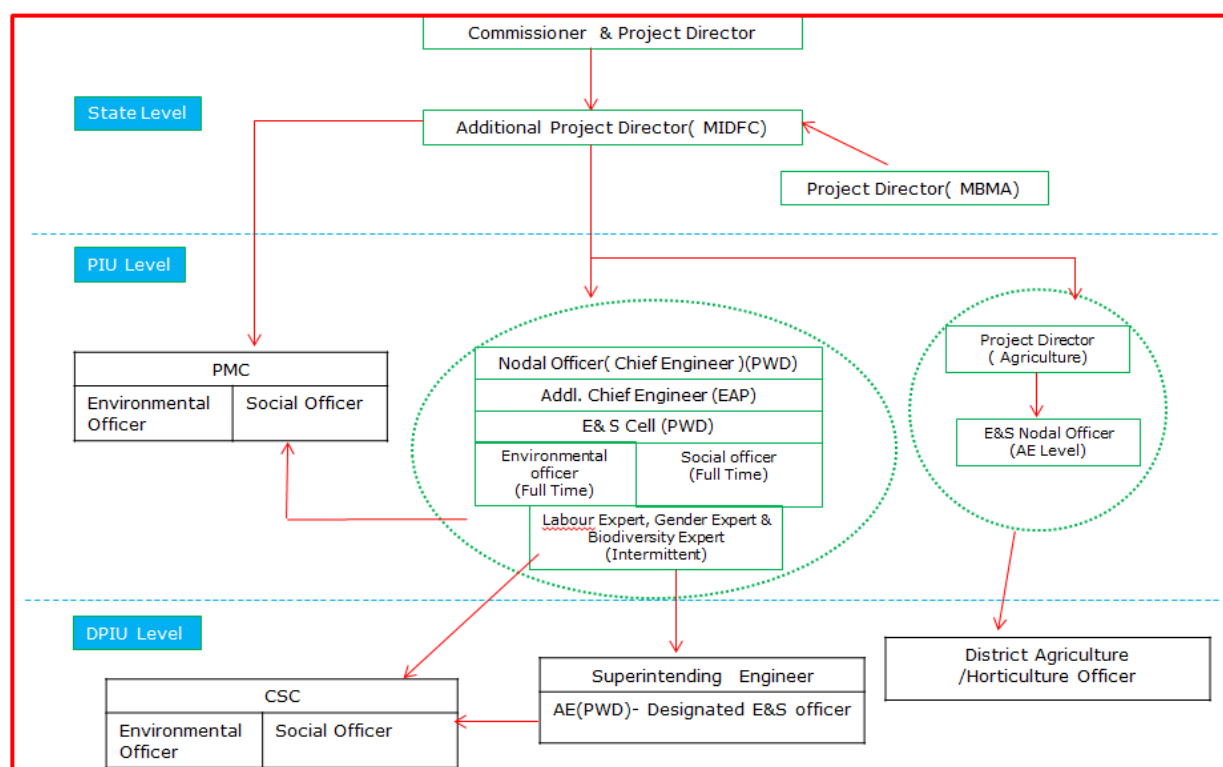 Commissioner & Project Director
State Level
Additional Project Director( MIDFC)
Project Director( MBMA)
PIU Level
PMC
Environmental
Officer
Social Officer
Nodal Officer( Chief Engineer )(PWD)
Addl. Chief Engineer (EAP)
E& S Cell (PWD)
Environmental
officer
(Full Time)
Social officer
(Full Time)
Labour Expert, Gender Expert &
Biodiversity Expert
(Intermittent)
Project Director
( Agriculture)
E&S Nodal Officer
(AE Level)
DPIU Level
CSC
Environmental
Officer
Social Officer
Superintending Engineer
AE(PWD)- Designated E&S officer
District Agriculture
/Horticulture Officer